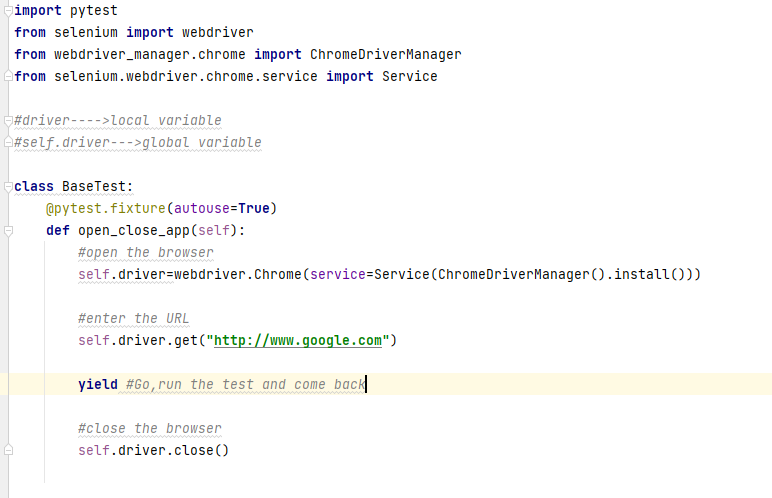 import pytest
from selenium import webdriver
from webdriver_manager.chrome import ChromeDriverManager
from selenium.webdriver.chrome.service import Service
#driver---->local variable
#self.driver--->global variable
class BaseTest:
@pytest.fixture(autouse=True)
def open_close_app(self):
#open the browser
self.driver=webdriver.Chrome(service=Service(ChromeDriverManager().install()))
#enter the URL
self.driver.get("http://www.google.com")
yield #Go,run the test and come back
#close the browser
self.driver.close()